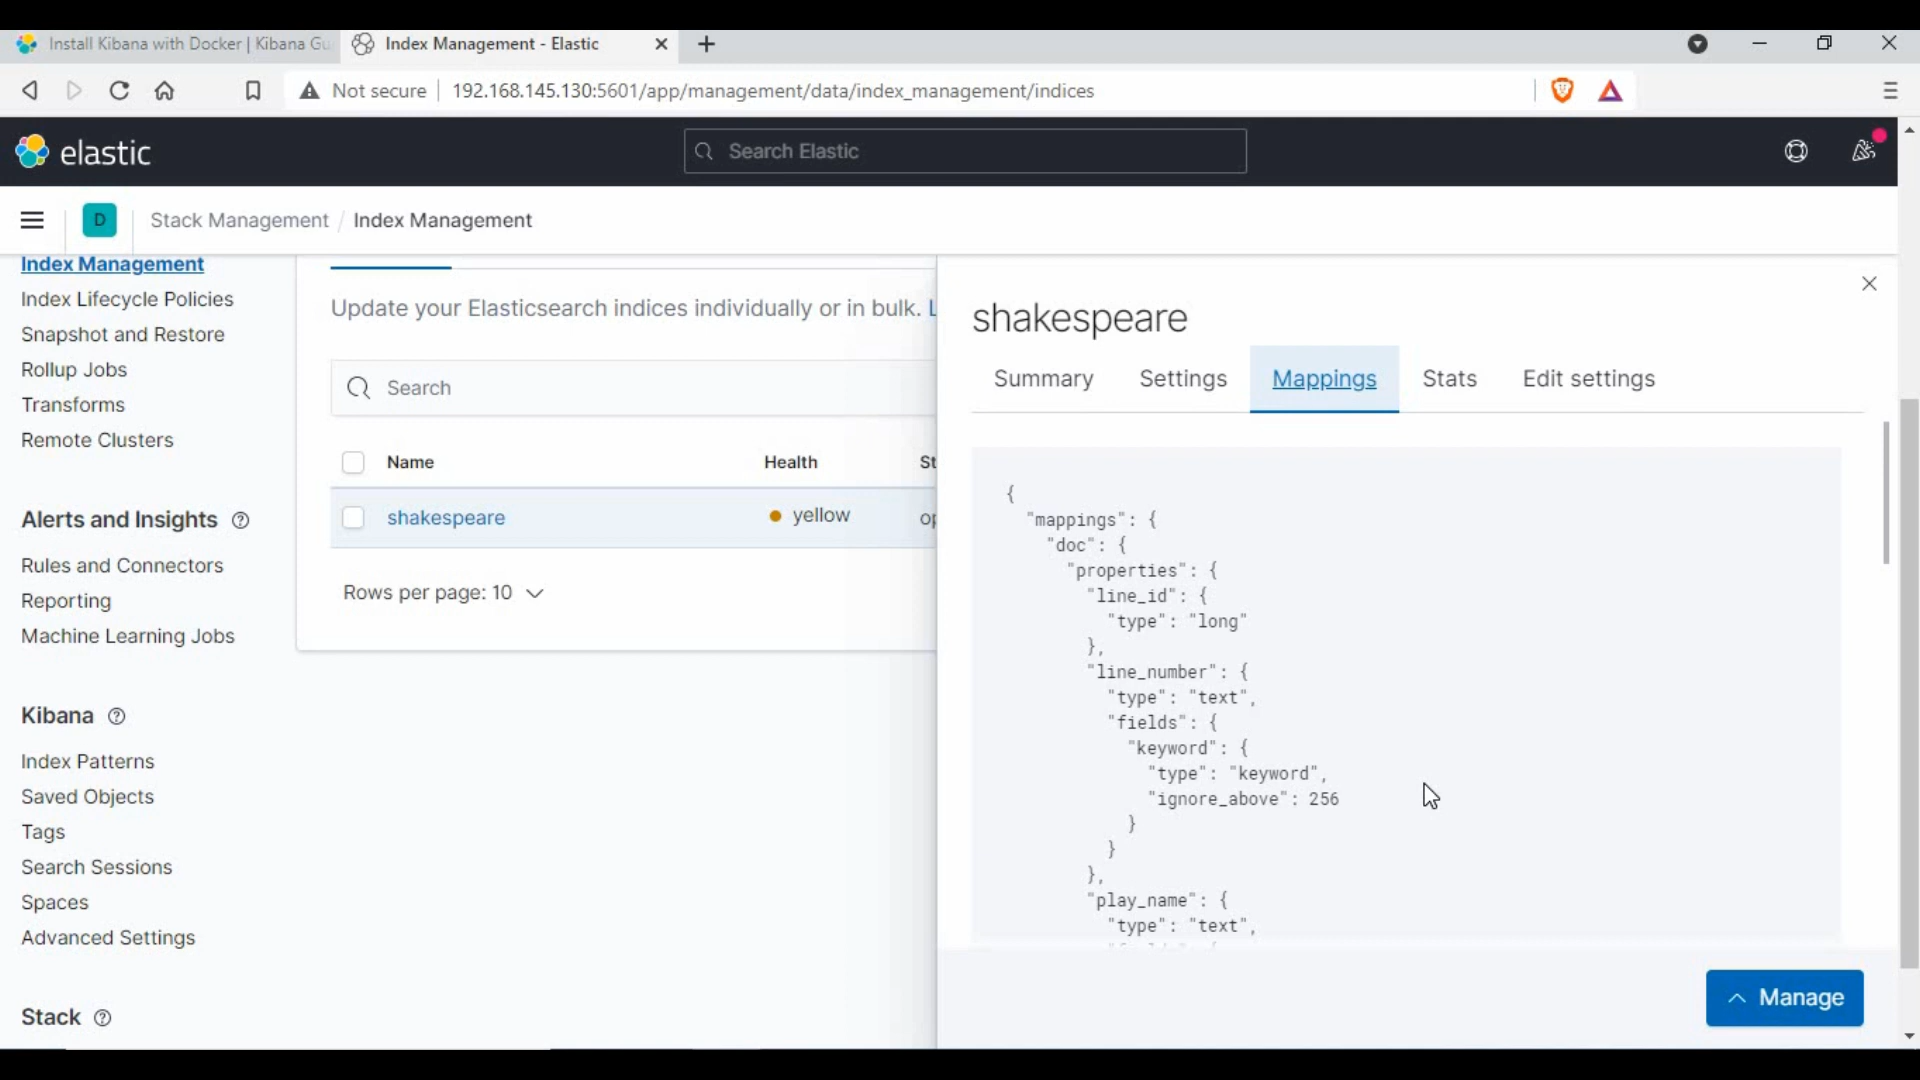 Install Kibana with Docker | Kibana Gu
Index Management - Elastic
Not secure
192.168.145.130:5601/app/management/data/index_management/indices
elastic
Search Elastic
D
Stack Management / Index Management
Index Management
Index Lifecycle Policies
Snapshot and Restore
Rollup Jobs
Transforms
Remote Clusters
Alerts and Insights
Rules and Connectors
Reporting
Machine Learning Jobs
Kibana
Index Patterns
Saved Objects
Tags
Search Sessions
Spaces
Advanced Settings
Stack
Update your Elasticsearch indices individually or in bulk. L
Search
Name Health St
shakespeare yellow op
Rows per page: 10
shakespeare
Summary Settings Mappings Stats Edit settings
{
"mappings": {
"doc": {
"properties": {
"line_id": {
"type": "long"
},
"line_number": {
"type": "text",
"fields": {
"keyword": {
"type": "keyword",
"ignore_above": 256
}
}
},
"play_name": {
"type": "text",
Manage